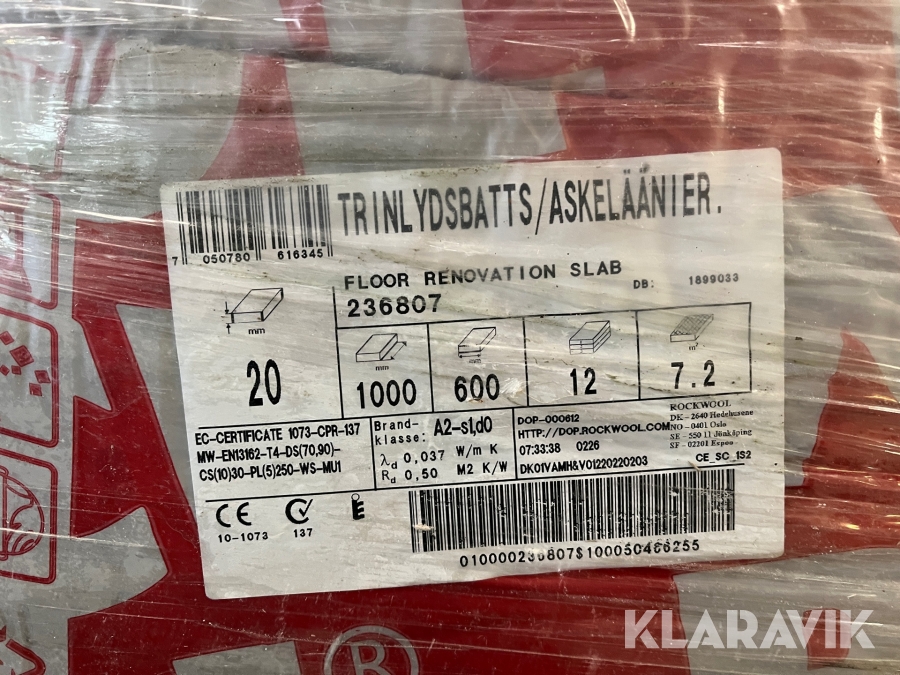 TRINLYDSBATTS/ASKELÄÄNIER.
7 050780 616345
FLOOR RENOVATION SLAB
DB: 1899033
236807
mm
20
mm
1000
600
12
m²
7.2
EC-CERTIFICATE 1073-CPR-137
MW-EN13162-T4-DS(70,90)-
CS(10)30-PL(5)250-WS-MU1
Brand-
klasse: A2-s1,d0
λd 0,037 W/m K
Rd 0,50 M2 K/W
DOP-000612
HTTP://DOP.ROCKWOOL.COM
07:33:38 0226
DK01VAMH&V01220220203
ROCKWOOL
DK - 2640 Hedehusene
NO - 0401 Oslo
SE - 550 11 Jönköping
SF - 02201 Espoo
CE_SC_1S2
CE
10-1073
137
E
010000236807$100050466255
®
KLARAVIK